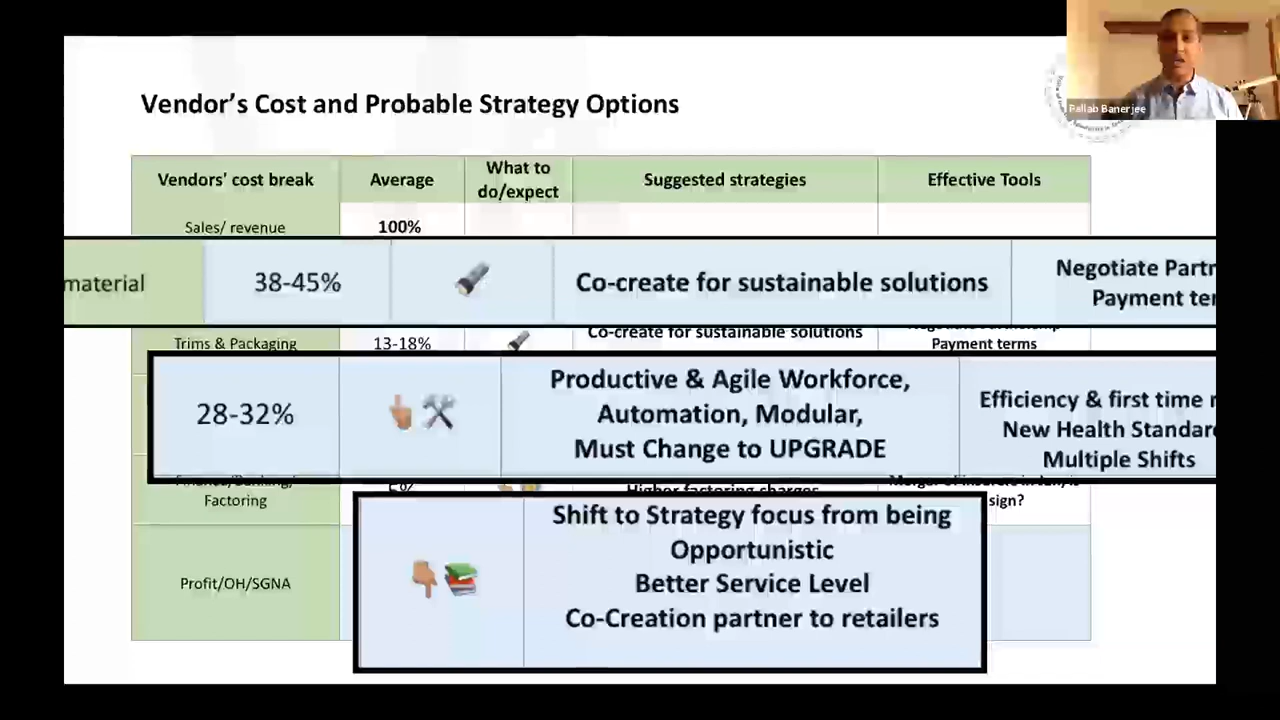 Pallab Banerjee
Vendor's Cost and Probable Strategy Options
Vendors' cost break
Average
What to
do/expect
Suggested strategies
Effective Tools
Sales/ revenue
100%
material
38-45%
Co-create for sustainable solutions
Negotiate Partn
Payment ter
Trims & Packaging
13-18%
Co-create for sustainable solutions
Payment terms
28-32%
Productive & Agile Workforce,
Automation, Modular,
Must Change to UPGRADE
Efficiency & first time r
New Health Standar
Multiple Shifts
Factoring
5%
Higher factoring charges
sign?
Profit/OH/SGNA
Shift to Strategy focus from being
Opportunistic
Better Service Level
Co-Creation partner to retailers